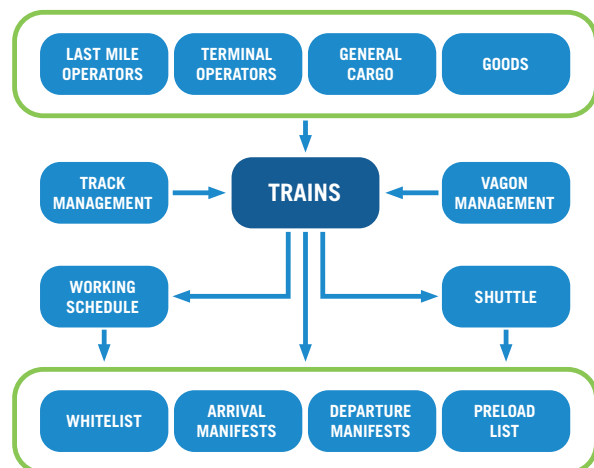 LAST MILE
OPERATORS
TERMINAL
OPERATORS
GENERAL
CARGO
GOODS
TRACK
MANAGEMENT
TRAINS
VAGON
MANAGEMENT
WORKING
SCHEDULE
SHUTTLE
WHITELIST
ARRIVAL
MANIFESTS
DEPARTURE
MANIFESTS
PRELOAD
LIST